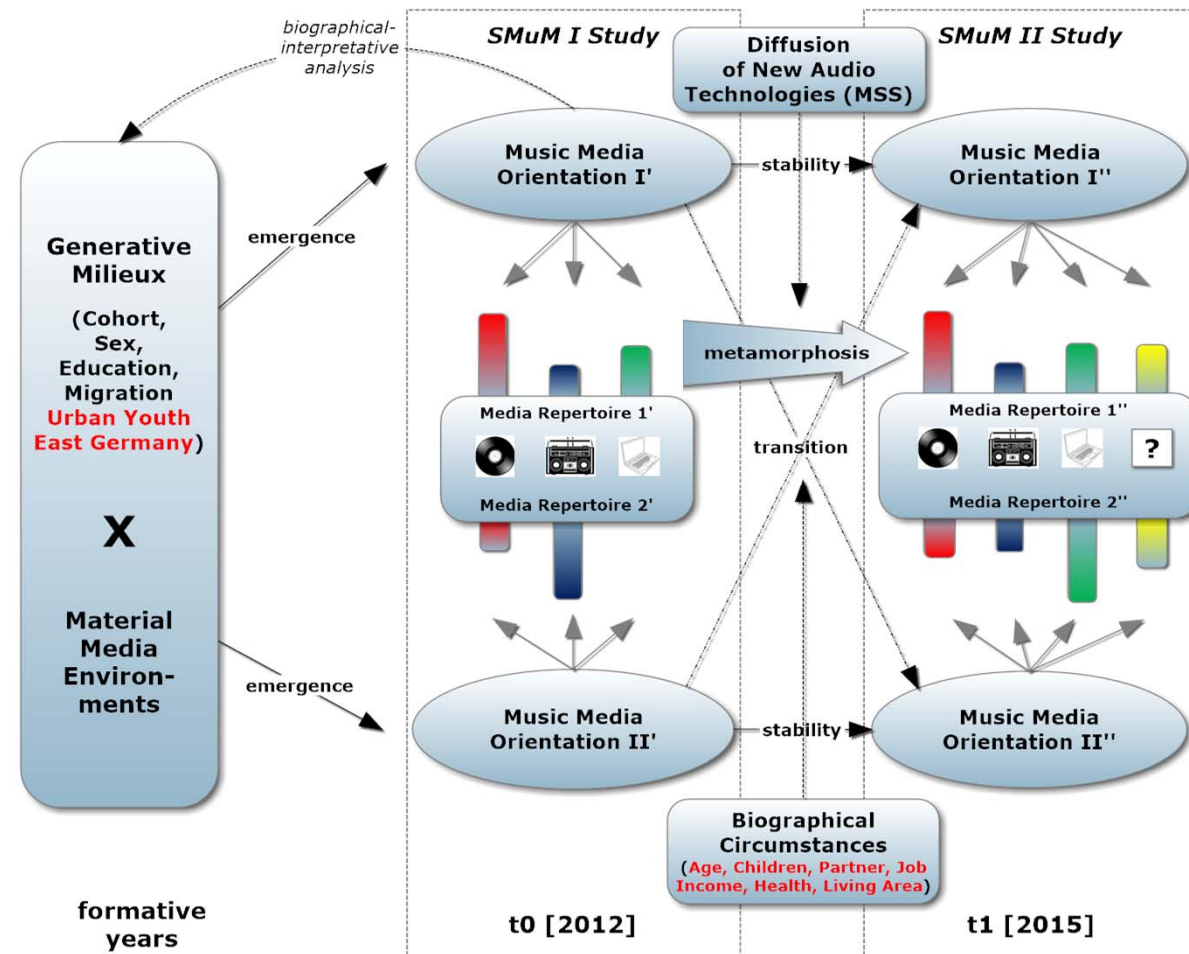 biographical-
interpretative
analysis
SMuM I Study
Diffusion
of New Audio
Technologies (MSS)
SMuM II Study
Music Media
Orientation I'
stability
Music Media
Orientation I''
Generative
Milieux
(Cohort,
Sex,
Education,
Migration
Urban Youth
East Germany)
X
Material
Media
Environ-
ments
emergence
emergence
metamorphosis
Media Repertoire 1'
Media Repertoire 2'
transition
Media Repertoire 1''
?
Media Repertoire 2''
Music Media
Orientation II'
stability
Music Media
Orientation II''
Biographical
Circumstances
(Age, Children, Partner, Job
Income, Health, Living Area)
formative
years
t0 [2012]
t1 [2015]